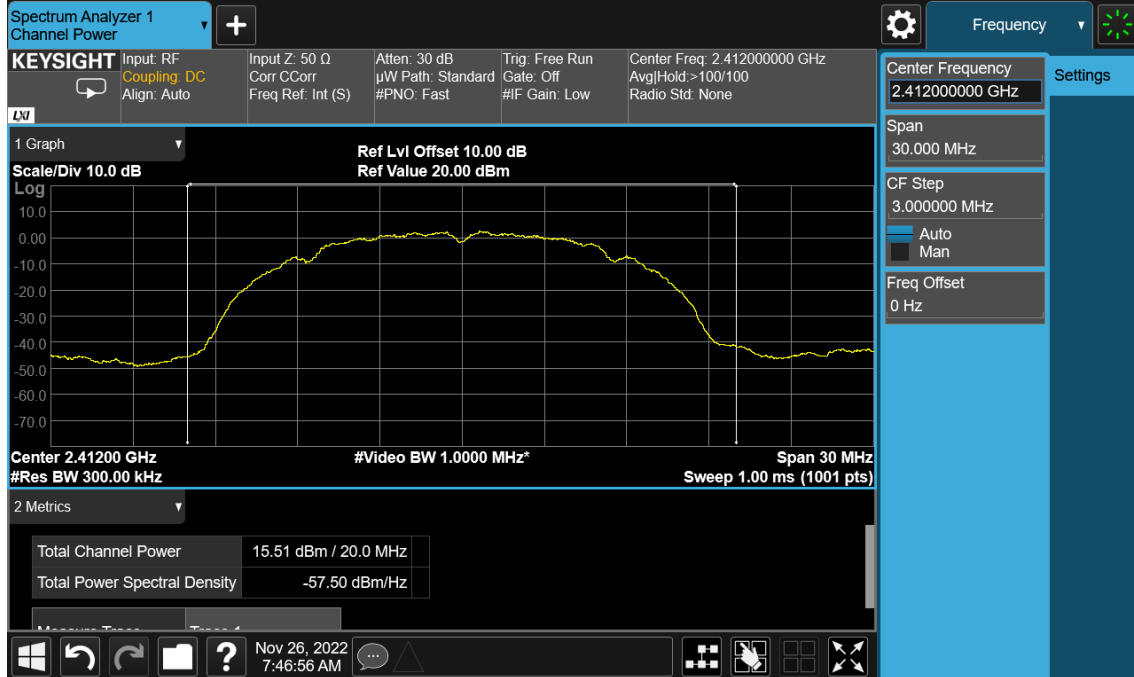 Spectrum Analyzer 1
Channel Power
Frequency
KEYSIGHT
LXI
Input: RF
Coupling: DC
Align: Auto
Input Z: 50 Ω
Corr CCorr
Freq Ref: Int (S)
Atten: 30 dB
µW Path: Standard
#PNO: Fast
Trig: Free Run
Gate: Off
#IF Gain: Low
Center Freq: 2.412000000 GHz
Avg|Hold:>100/100
Radio Std: None
Center Frequency
2.412000000 GHz
Settings
Span
30.000 MHz
CF Step
3.000000 MHz
Auto
Man
Freq Offset
0 Hz
1 Graph
Scale/Div 10.0 dB
Ref Lvl Offset 10.00 dB
Ref Value 20.00 dBm
Log
10.0
0.00
-10.0
-20.0
-30.0
-40.0
-50.0
-60.0
-70.0
Center 2.41200 GHz
#Video BW 1.0000 MHz*
Span 30 MHz
#Res BW 300.00 kHz
Sweep 1.00 ms (1001 pts)
2 Metrics
Total Channel Power 15.51 dBm / 20.0 MHz
Total Power Spectral Density -57.50 dBm/Hz
Measure Trace Trace 1
?
Nov 26, 2022
7:46:56 AM